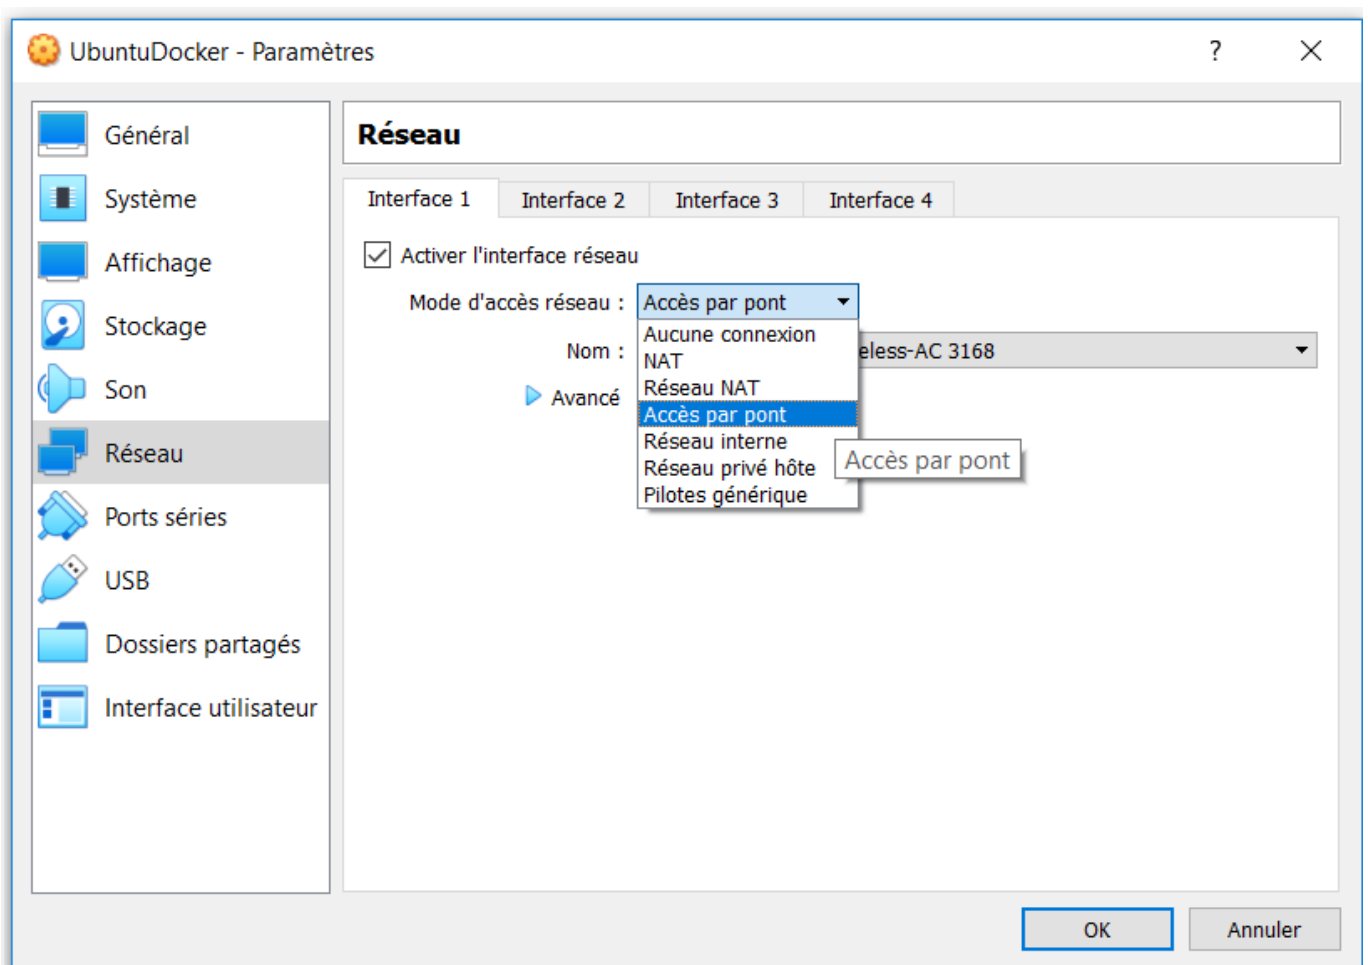 UbuntuDocker - Paramètres ?
Général
Système
Affichage
Stockage
Son
Réseau
Ports séries
USB
Dossiers partagés
Interface utilisateur
Réseau
Interface 1 Interface 2 Interface 3 Interface 4
Activer l'interface réseau
Mode d'accès réseau : Accès par pont
Aucune connexion
NAT
Réseau NAT
Accès par pont
Réseau interne
Réseau privé hôte
Pilotes générique
Nom : eless-AC 3168
Avancé
Accès par pont
OK Annuler